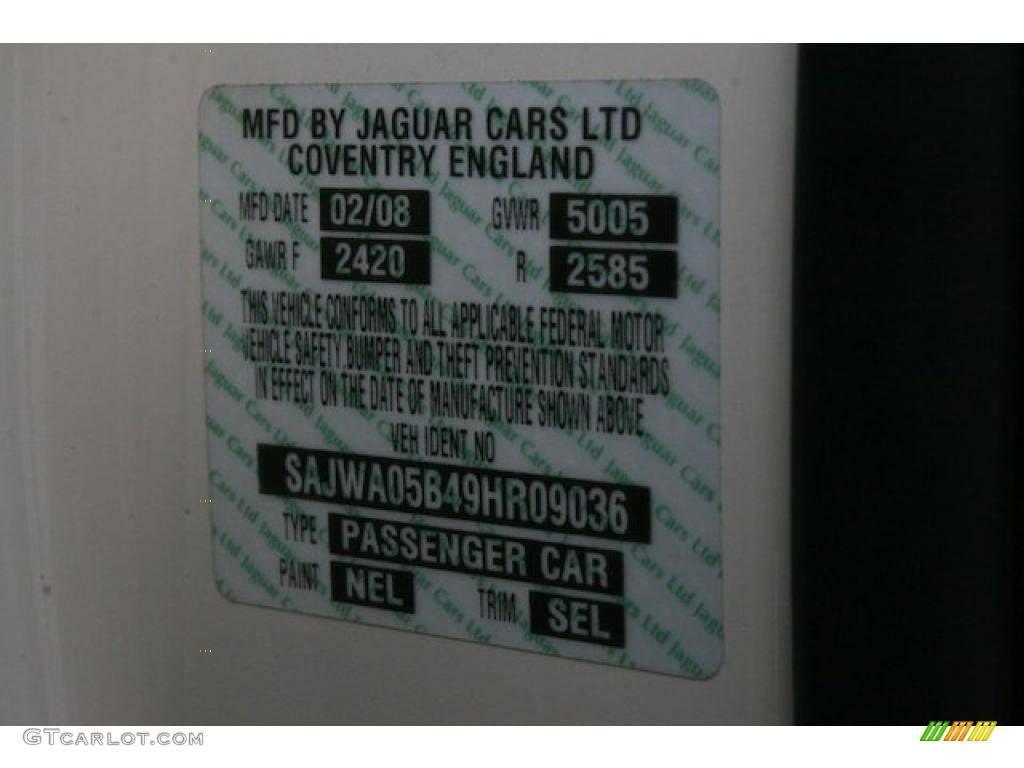 MFD BY JAGUAR CARS LTD
COVENTRY ENGLAND
MFD DATE 02/08 GVWR 5005
GAWR F 2420 R 2585
THIS VEHICLE CONFORMS TO ALL APPLICABLE FEDERAL MOTOR
VEHICLE SAFETY BUMPER AND THEFT PREVENTION STANDARDS
IN EFFECT ON THE DATE OF MANUFACTURE SHOWN ABOVE
VEH IDENT NO
SAJWA05B49HR09036
TYPE PASSENGER CAR
PAINT NEL TRIM SEL
GTCARLOT.COM